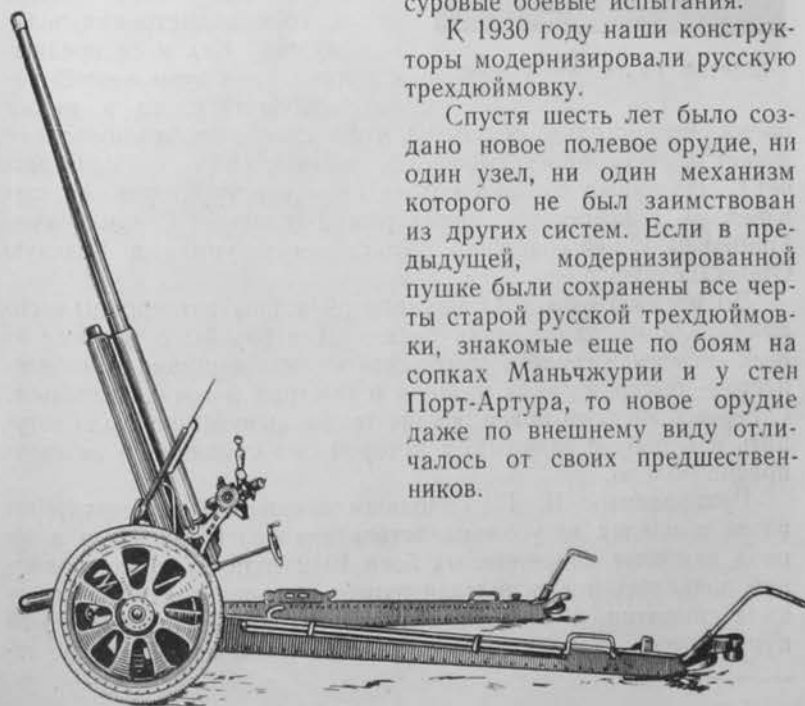 суровые боевые испытания.
К 1930 году наши конструк-
торы модернизировали русскую
трехдюймовку.
Спустя шесть лет было соз-
дано новое полевое орудие, ни
один узел, ни один механизм
которого не был заимствован
из других систем. Если в пре-
дыдущей, модернизированной
пушке были сохранены все чер-
ты старой русской трехдюймов-
ки, знакомые еще по боям на
сопках Маньчжурии и у стен
Порт-Артура, то новое орудие
даже по внешнему виду отли-
чалось от своих предшествен-
ников.